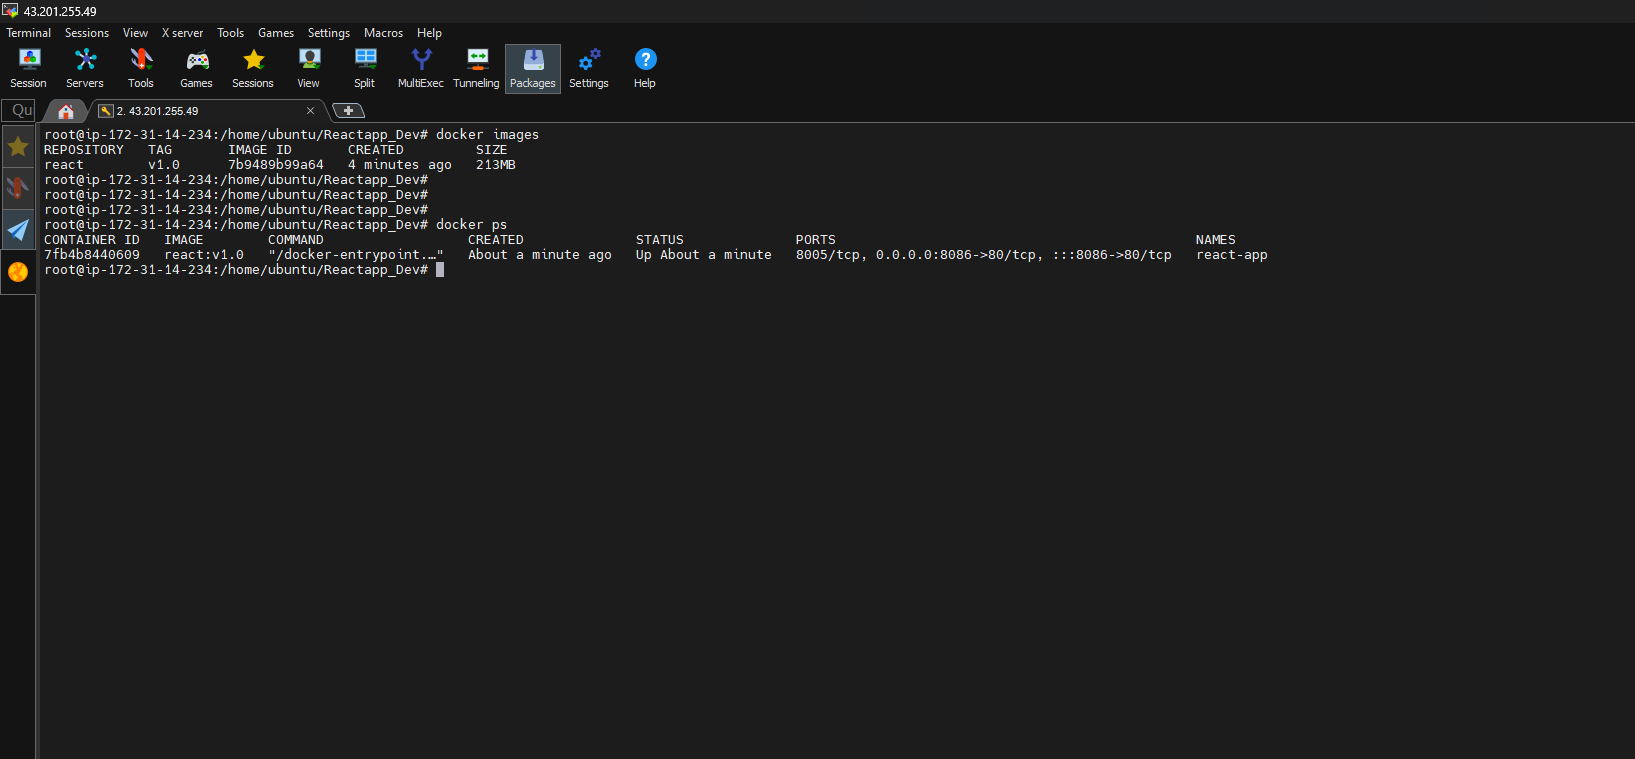 43.201.255.49
Terminal Sessions View X server Tools Games Settings Macros Help
Session Servers Tools Games Sessions View Split MultiExec Tunneling Packages Settings Help
Qu 2. 43.201.255.49
root@ip-172-31-14-234:/home/ubuntu/Reactapp_Dev# docker images
REPOSITORY   TAG       IMAGE ID       CREATED         SIZE
react        v1.0      7b9489b99a64   4 minutes ago   213MB
root@ip-172-31-14-234:/home/ubuntu/Reactapp_Dev#
root@ip-172-31-14-234:/home/ubuntu/Reactapp_Dev#
root@ip-172-31-14-234:/home/ubuntu/Reactapp_Dev#
root@ip-172-31-14-234:/home/ubuntu/Reactapp_Dev# docker ps
CONTAINER ID   IMAGE        COMMAND                  CREATED              STATUS              PORTS                                             NAMES
7fb4b8440609   react:v1.0   "/docker-entrypoint.…"   About a minute ago   Up About a minute   8005/tcp, 0.0.0.0:8086->80/tcp, :::8086->80/tcp   react-app
root@ip-172-31-14-234:/home/ubuntu/Reactapp_Dev#